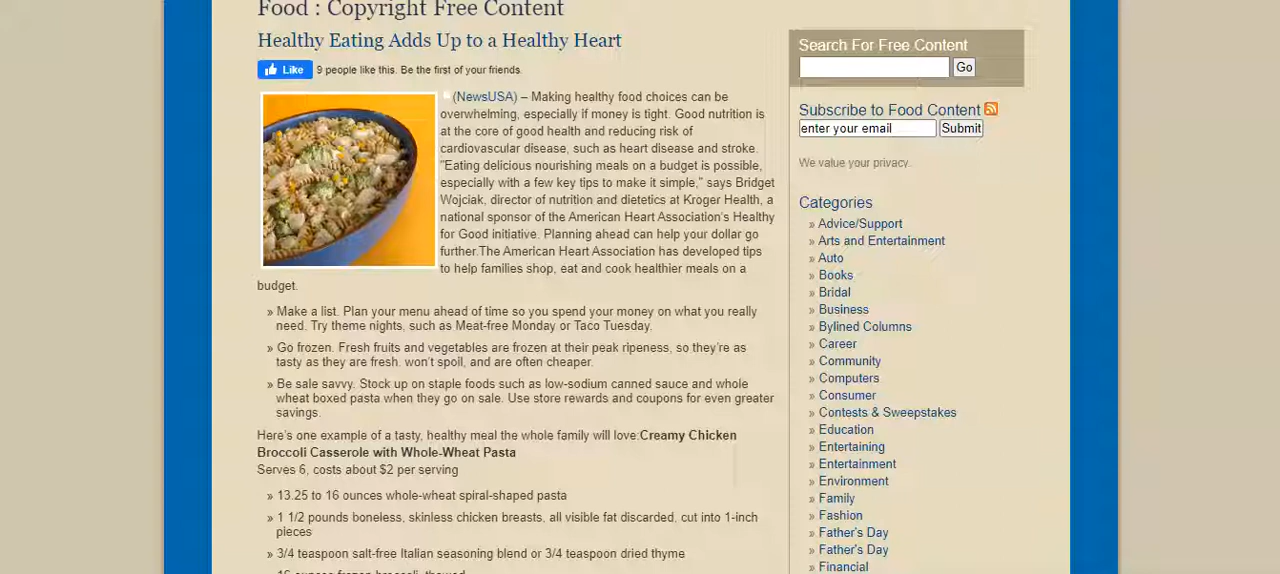 Food : Copyright Free Content
Healthy Eating Adds Up to a Healthy Heart
Like 9 people like this. Be the first of your friends.
(NewsUSA) – Making healthy food choices can be
overwhelming, especially if money is tight. Good nutrition is
at the core of good health and reducing risk of
cardiovascular disease, such as heart disease and stroke.
"Eating delicious nourishing meals on a budget is possible,
especially with a few key tips to make it simple," says Bridget
Wojciak, director of nutrition and dietetics at Kroger Health, a
national sponsor of the American Heart Association's Healthy
for Good initiative. Planning ahead can help your dollar go
further.The American Heart Association has developed tips
to help families shop, eat and cook healthier meals on a
budget.
» Make a list. Plan your menu ahead of time so you spend your money on what you really
need. Try theme nights, such as Meat-free Monday or Taco Tuesday.
» Go frozen. Fresh fruits and vegetables are frozen at their peak ripeness, so they're as
tasty as they are fresh. won't spoil, and are often cheaper.
» Be sale savvy. Stock up on staple foods such as low-sodium canned sauce and whole
wheat boxed pasta when they go on sale. Use store rewards and coupons for even greater
savings.
Here's one example of a tasty, healthy meal the whole family will love:Creamy Chicken
Broccoli Casserole with Whole-Wheat Pasta
Serves 6, costs about $2 per serving
» 13.25 to 16 ounces whole-wheat spiral-shaped pasta
» 1 1/2 pounds boneless, skinless chicken breasts, all visible fat discarded, cut into 1-inch
pieces
» 3/4 teaspoon salt-free Italian seasoning blend or 3/4 teaspoon dried thyme
16 ounces frozen broccoli, thawed
Search For Free Content
Go
Subscribe to Food Content
enter your email Submit
We value your privacy.
Categories
» Advice/Support
» Arts and Entertainment
» Auto
» Books
» Bridal
» Business
» Bylined Columns
» Career
» Community
» Computers
» Consumer
» Contests & Sweepstakes
» Education
» Entertaining
» Entertainment
» Environment
» Family
» Fashion
» Father's Day
» Father's Day
» Financial